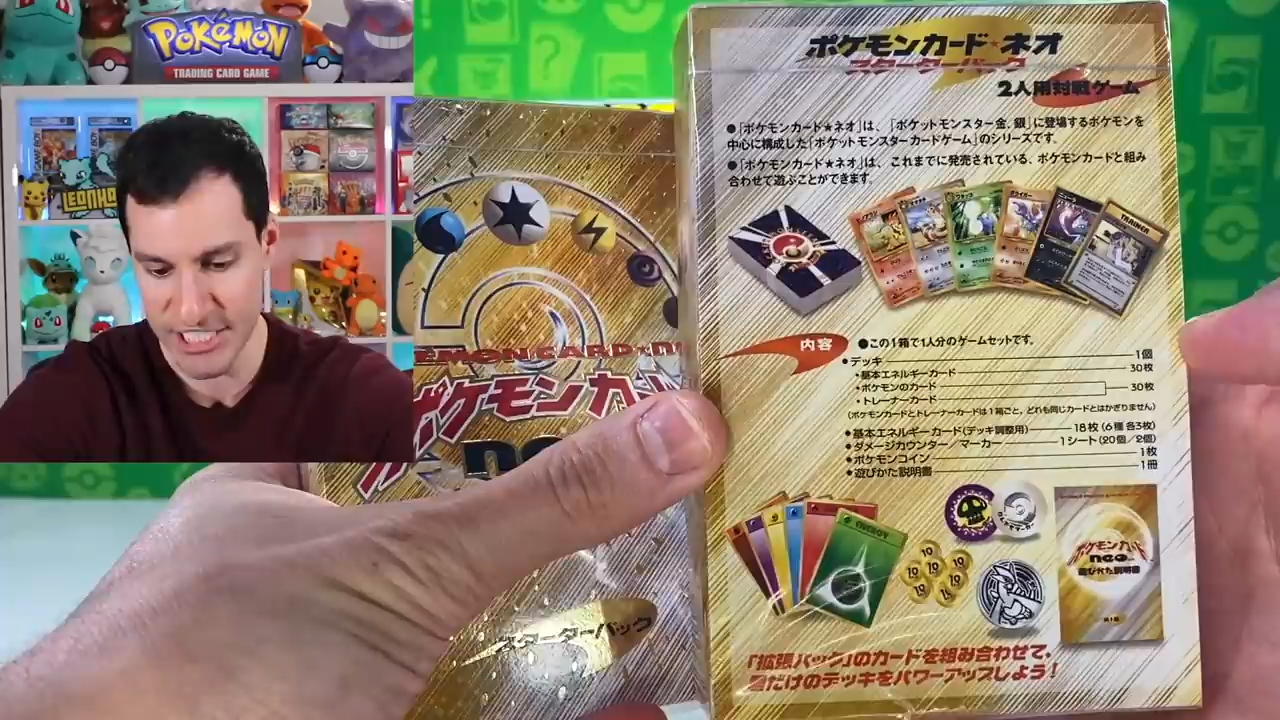 POKÉMON
TRADING CARD GAME
GAME BOY
LEONHA
ポケモンカード★ネオ
スターターパック
2人用対戦ゲーム
●「ポケモンカード★ネオ」は、『ポケットモンスター金、銀』に登場するポケモンを
中心に構成した「ポケットモンスターカードゲーム」のシリーズです。
●「ポケモンカード★ネオ」は、これまでに発売されている、ポケモンカードと組み
合わせて遊ぶことができます。
TRAINER
内容
●この1箱で1人分のゲームセットです。
●デッキ 1個
・基本エネルギーカード 30枚
・ポケモンのカード
・トレーナーカード 30枚
(ポケモンカードとトレーナーカードは1箱ごと、どれも同じカードとはかぎりません)
●基本エネルギーカード(デッキ調整用) 18枚(6種 各3枚)
●ダメージカウンター/マーカー 1シート(20個/2個)
●ポケモンコイン 1枚
●遊びかた説明書 1冊
ENERGY
10
10
10
10
10
10
ポケモンカード
neo
遊びかた説明書
「拡張パック」のカードを組み合わせて、
君だけのデッキをパワーアップしよう!
EMON CARD★n
ポケモンカー
ne
スターターパック